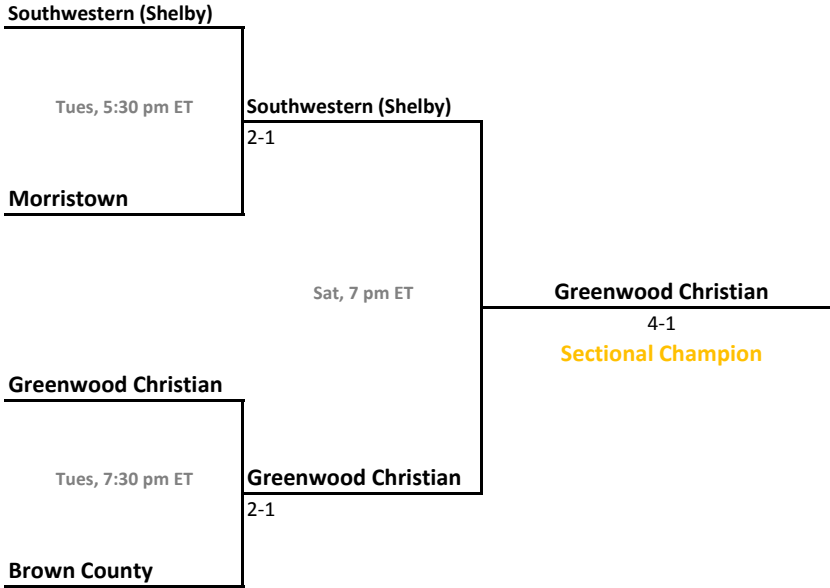 Southwestern (Shelby)
Tues, 5:30 pm ET
Southwestern (Shelby)
2-1
Morristown
Sat, 7 pm ET
Greenwood Christian
4-1
Sectional Champion
Greenwood Christian
Tues, 7:30 pm ET
Greenwood Christian
2-1
Brown County